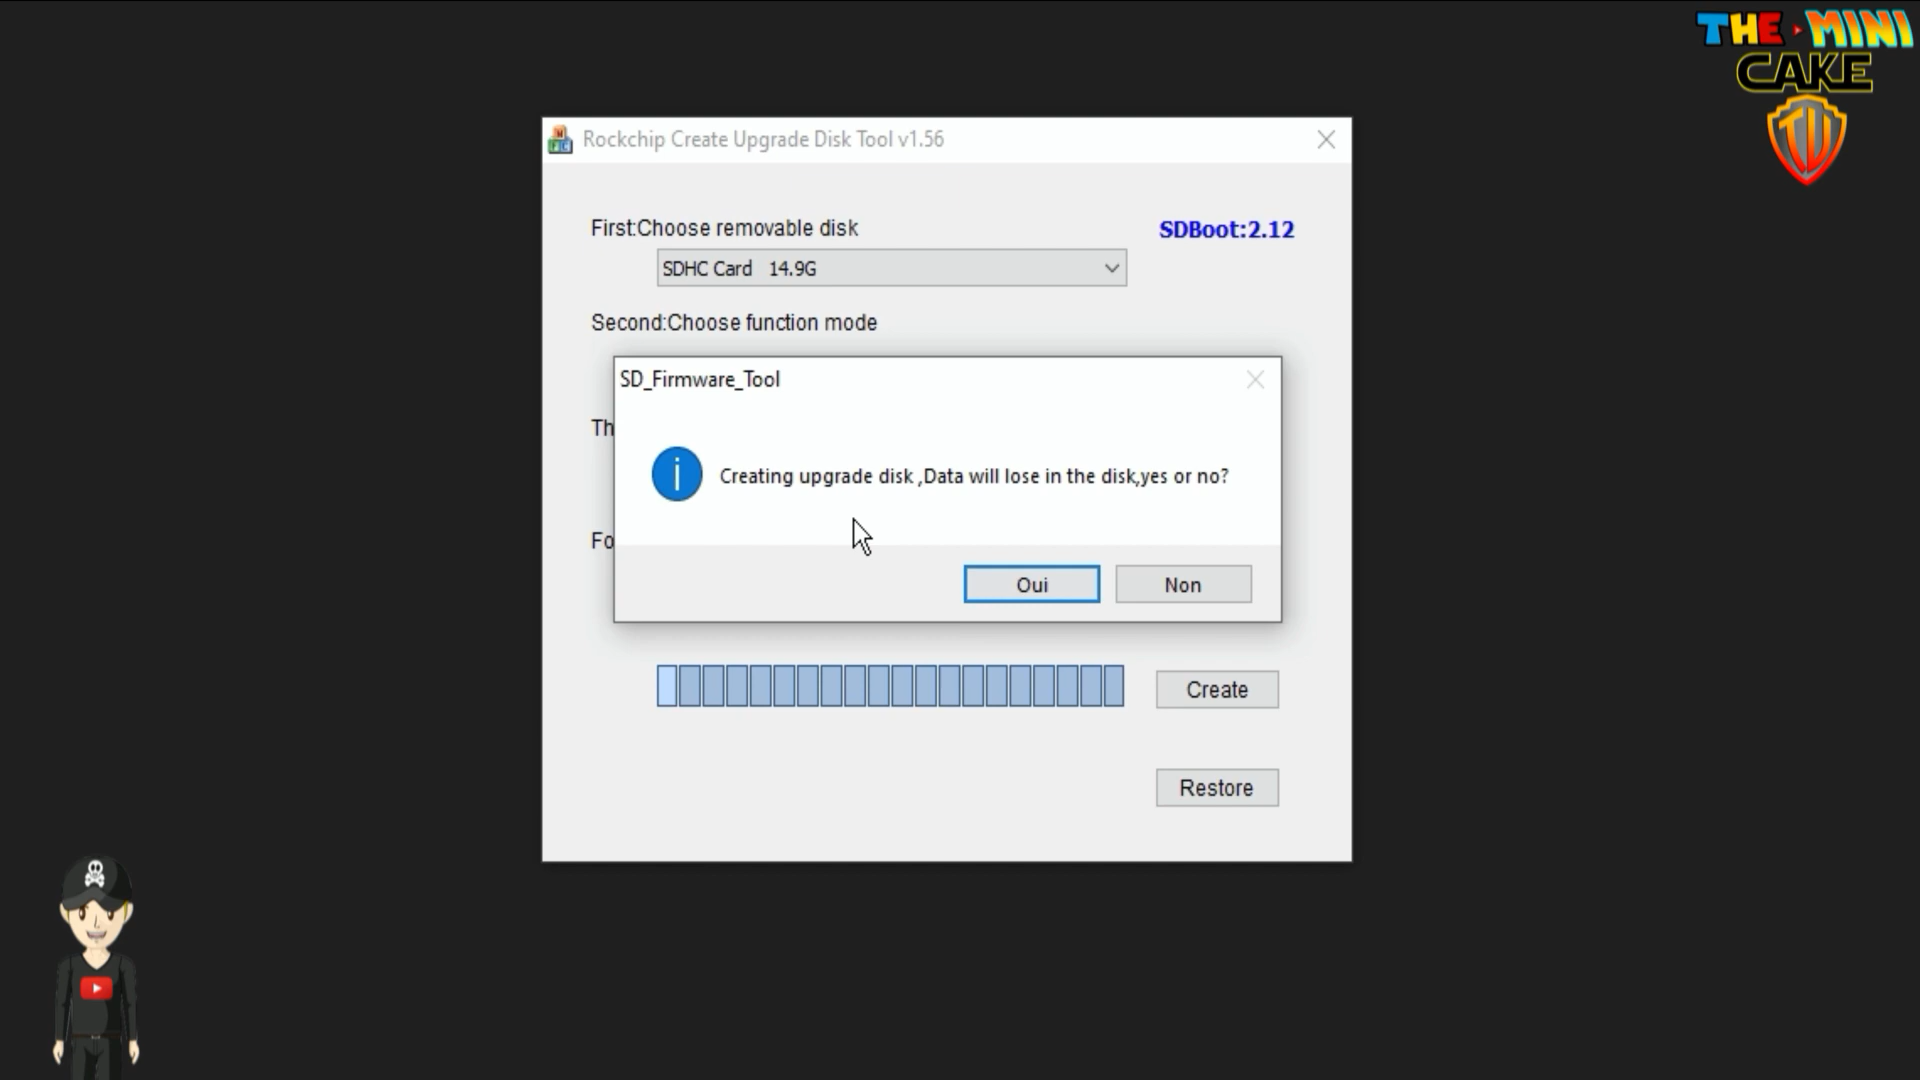 THE MINI
CAKE
TU
Rockchip Create Upgrade Disk Tool v1.56
First:Choose removable disk
SDBoot:2.12
SDHC Card 14.9G
Second:Choose function mode
SD_Firmware_Tool
Th
i
Creating upgrade disk ,Data will lose in the disk,yes or no?
Fo
Oui
Non
Create
Restore